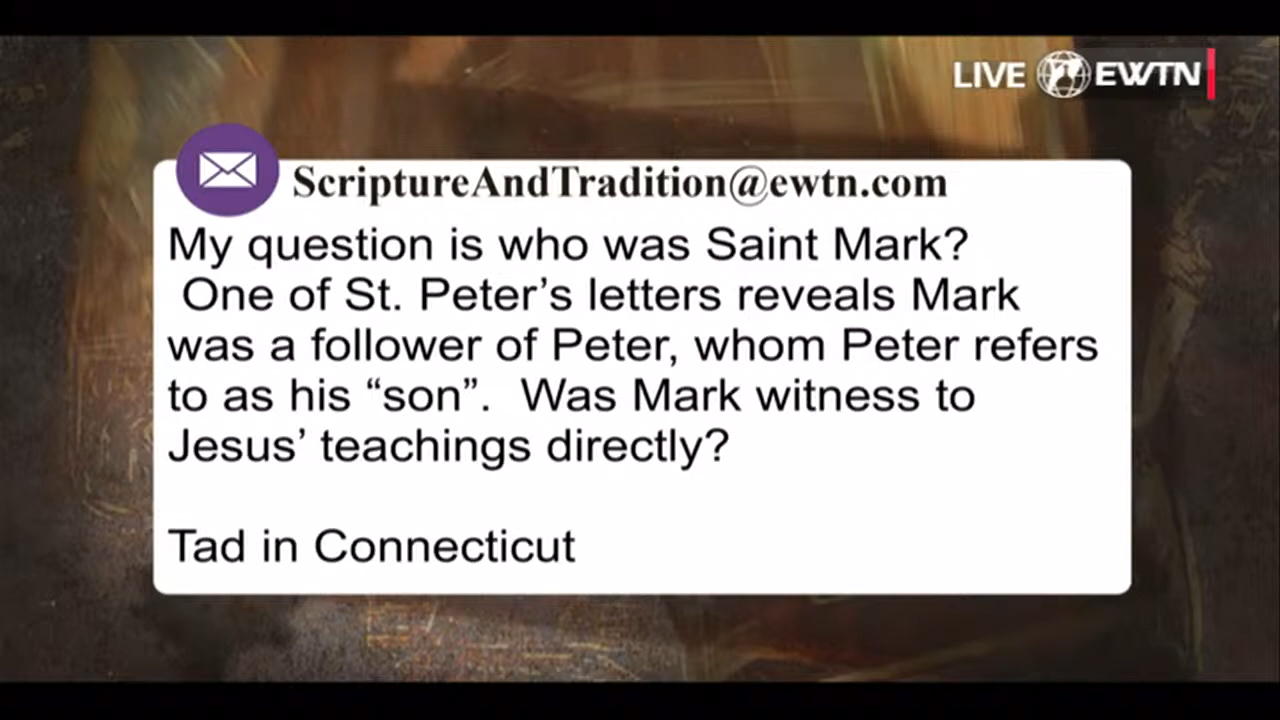 LIVE EWTN
ScriptureAndTradition@ewtn.com
My question is who was Saint Mark?
One of St. Peter’s letters reveals Mark
was a follower of Peter, whom Peter refers
to as his “son”.  Was Mark witness to
Jesus’ teachings directly?
Tad in Connecticut